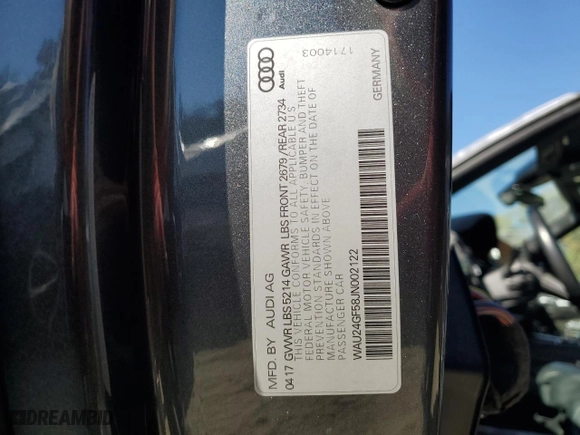 MFD. BY AUDI AG
Audi
04 17 GVWR LBS 5214 GAWR LBS FRONT 2679 / REAR 2734
THIS VEHICLE CONFORMS TO ALL APPLICABLE U.S.
FEDERAL MOTOR VEHICLE SAFETY, BUMPER AND THEFT
PREVENTION STANDARDS IN EFFECT ON THE DATE OF
MANUFACTURE SHOWN ABOVE
PASSENGER CAR
1714003
WAU24GF58JN002122
GERMANY
DREAMBID